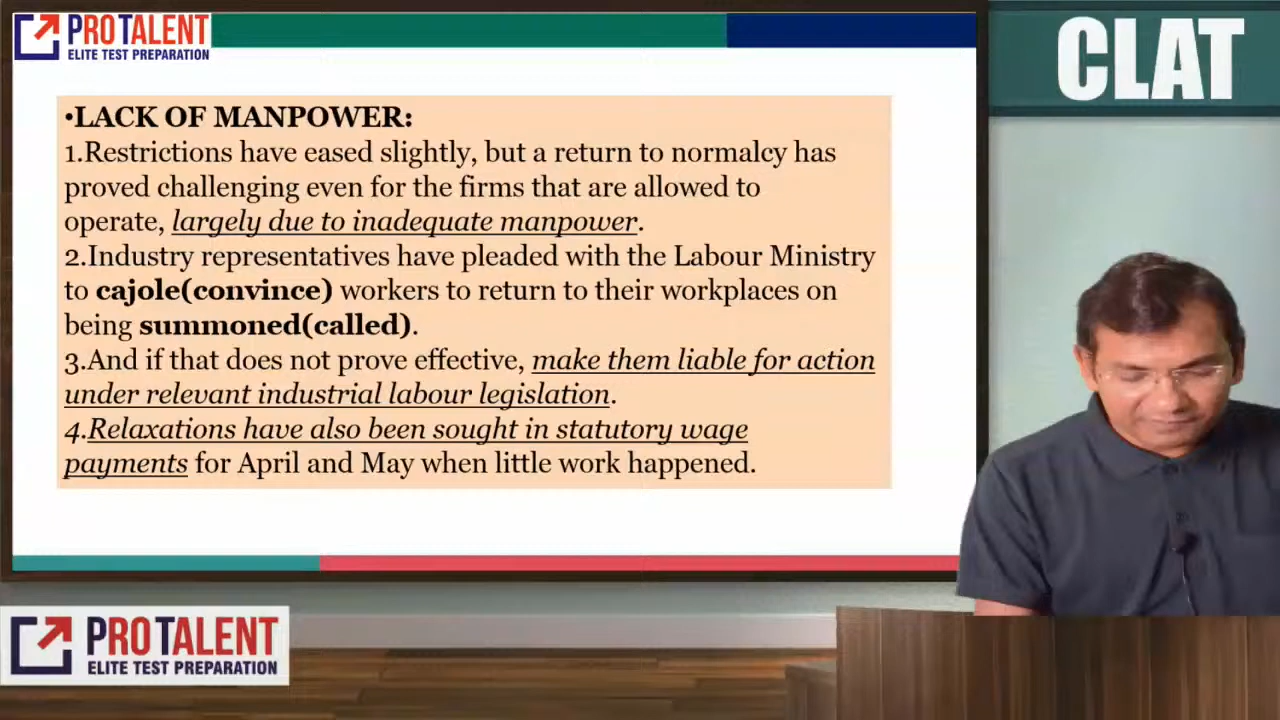 PROTALENT
ELITE TEST PREPARATION
CLAT
•LACK OF MANPOWER:
1.Restrictions have eased slightly, but a return to normalcy has
proved challenging even for the firms that are allowed to
operate, largely due to inadequate manpower.
2.Industry representatives have pleaded with the Labour Ministry
to cajole(convince) workers to return to their workplaces on
being summoned(called).
3.And if that does not prove effective, make them liable for action
under relevant industrial labour legislation.
4.Relaxations have also been sought in statutory wage
payments for April and May when little work happened.
PROTALENT
ELITE TEST PREPARATION